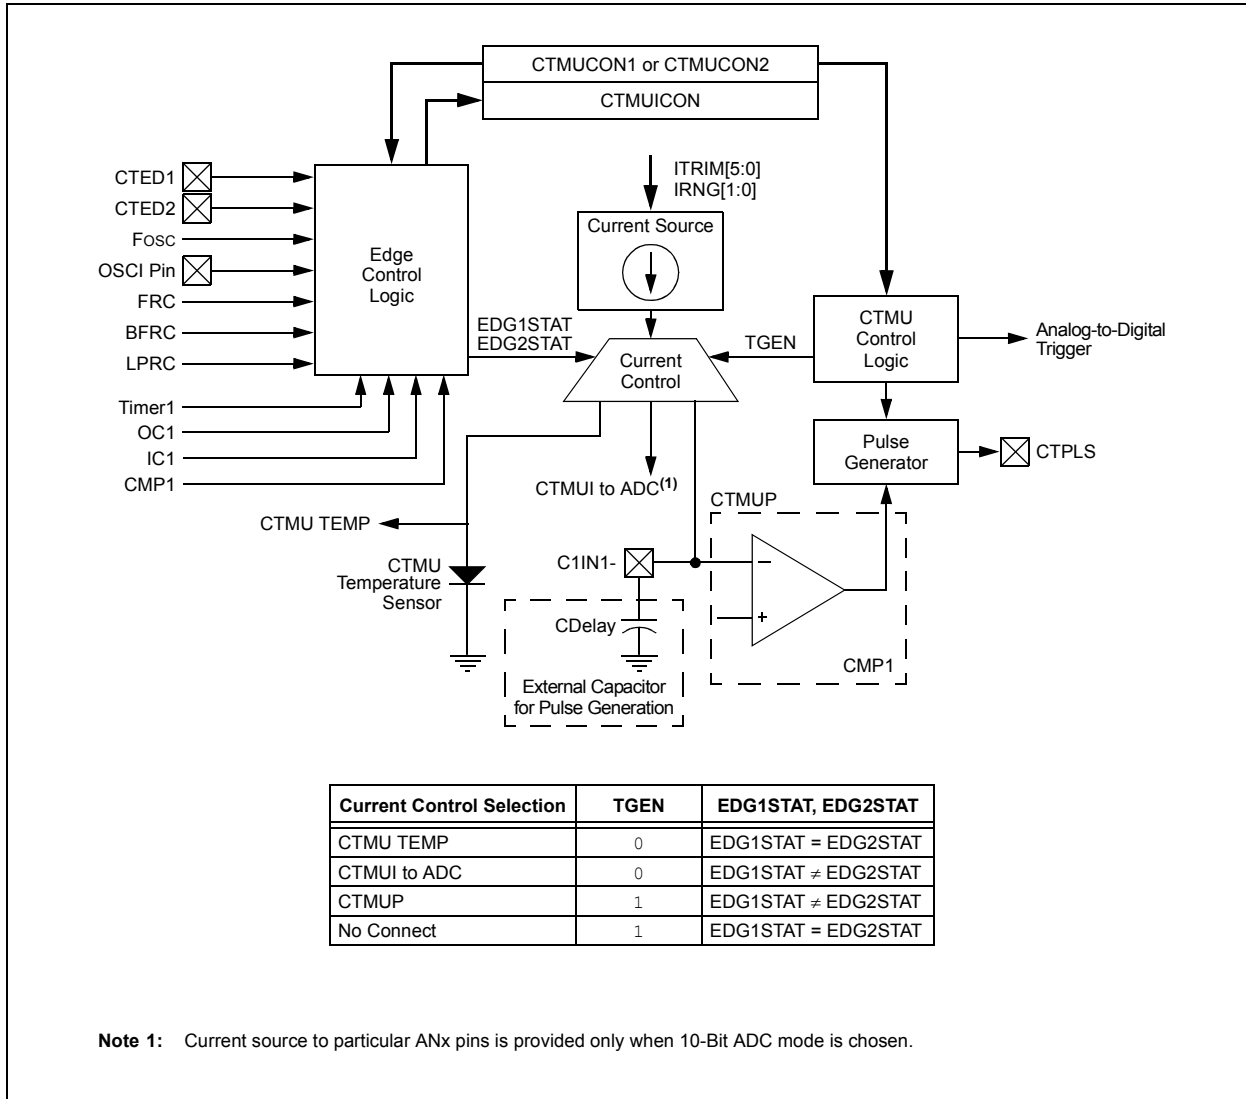 CTMUCON1 or CTMUCON2
CTMUICON
CTED1
CTED2
FOSC
OSCI Pin
FRC
BFRC
LPRC
Timer1
OC1
IC1
CMP1
Edge
Control
Logic
ITRIM[5:0]
IRNG[1:0]
Current Source
EDG1STAT
EDG2STAT
Current
Control
TGEN
CTMU
Control
Logic
Analog-to-Digital
Trigger
Pulse
Generator
CTPLS
CTMUI to ADC(1)
CTMUP
CTMU TEMP
CTMU
Temperature
Sensor
C1IN1-
−
+
CMP1
CDelay
External Capacitor
for Pulse Generation
Current Control Selection TGEN EDG1STAT, EDG2STAT
CTMU TEMP 0 EDG1STAT = EDG2STAT
CTMUI to ADC 0 EDG1STAT ≠ EDG2STAT
CTMUP 1 EDG1STAT ≠ EDG2STAT
No Connect 1 EDG1STAT = EDG2STAT
Note 1: Current source to particular ANx pins is provided only when 10-Bit ADC mode is chosen.